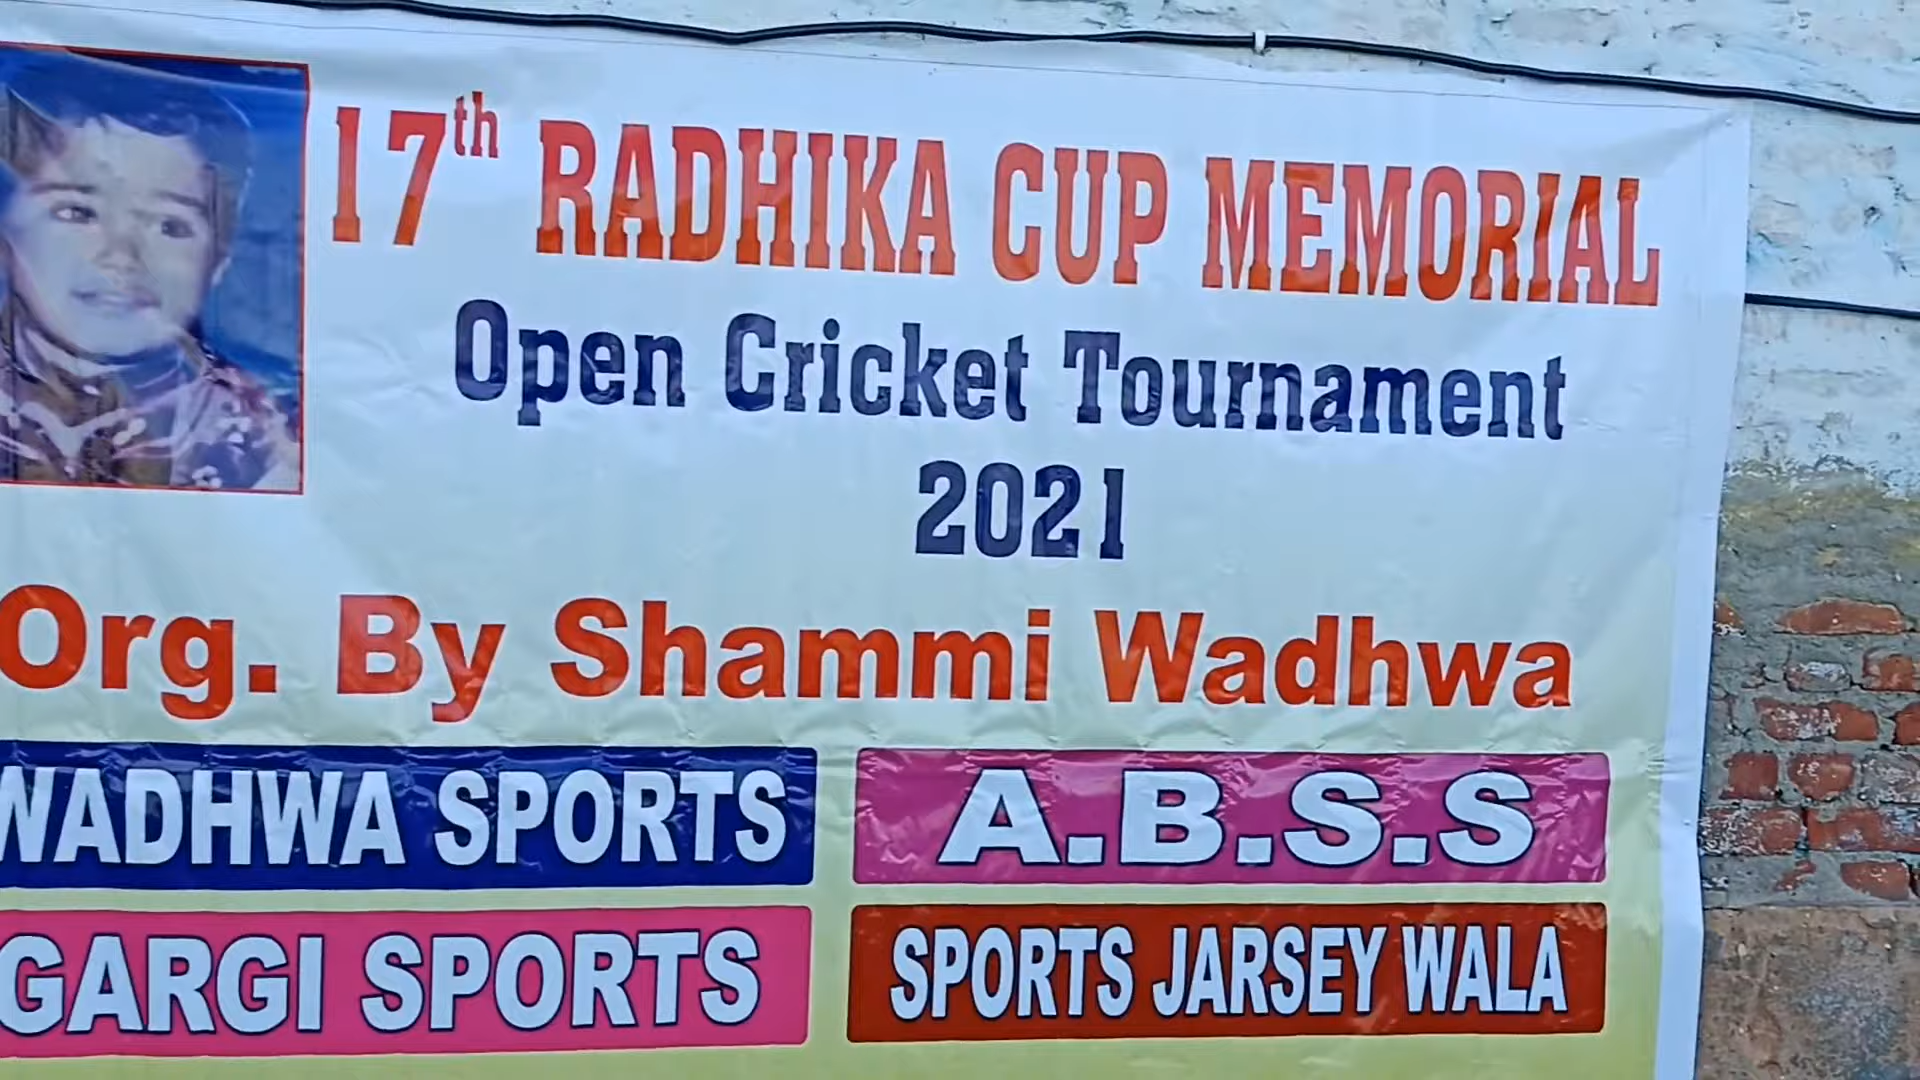 17th RADHIKA CUP MEMORIAL
Open Cricket Tournament
2021
Org. By Shammi Wadhwa
WADHWA SPORTS
A.B.S.S
GARGI SPORTS
SPORTS JARSEY WALA